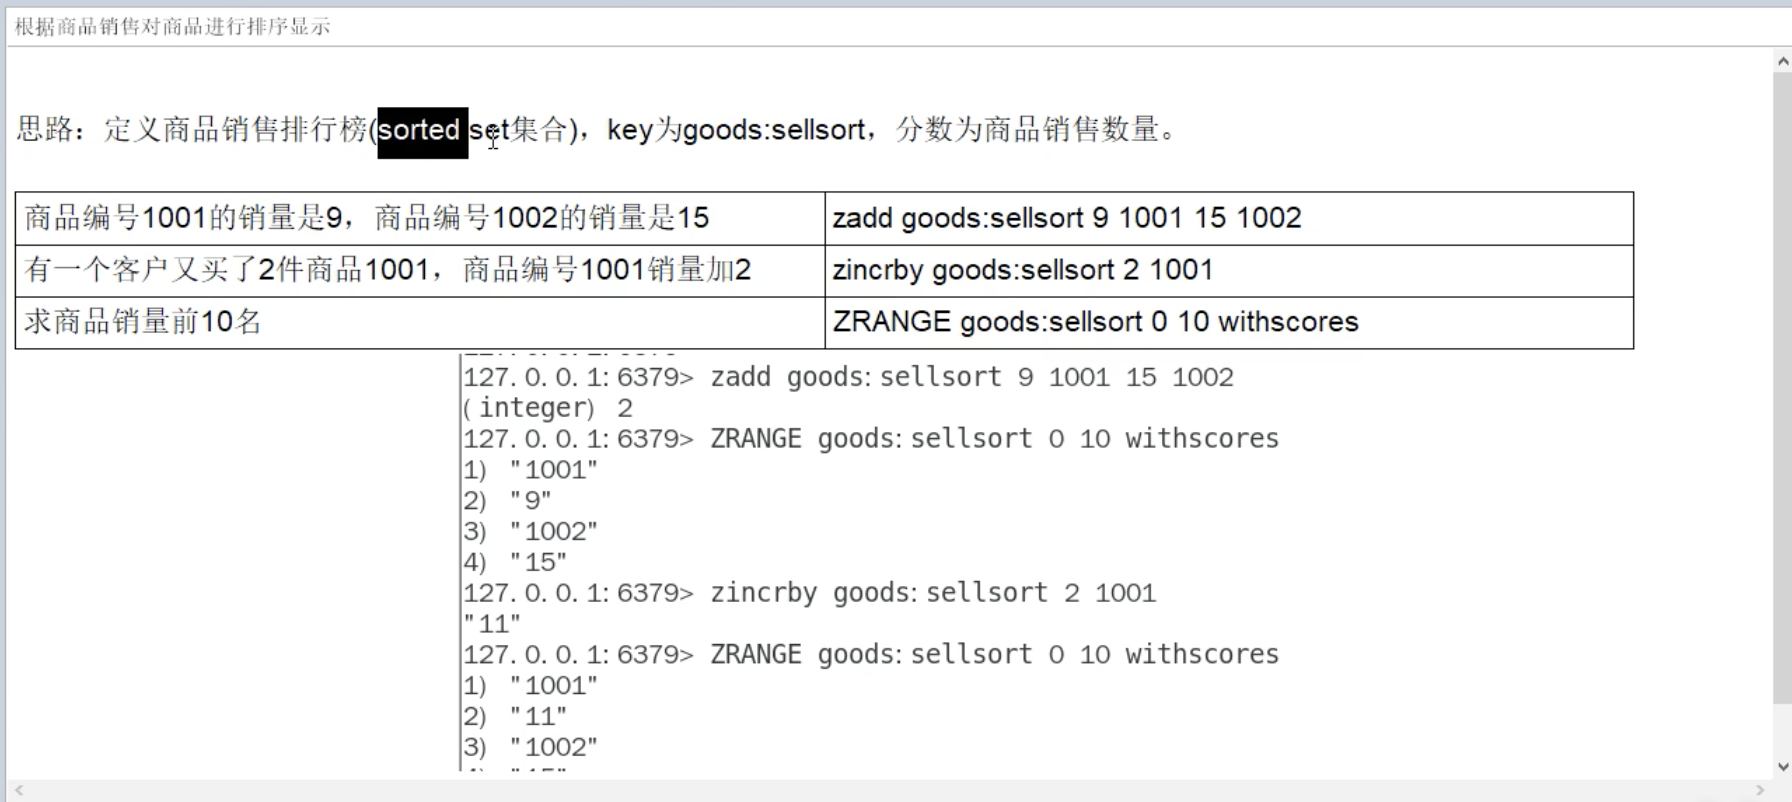 根据商品销售对商品进行排序显示
思路：定义商品销售排行榜(sorted set集合)，key为goods:sellsort，分数为商品销售数量。
商品编号1001的销量是9，商品编号1002的销量是15
zadd goods:sellsort 9 1001 15 1002
有一个客户又买了2件商品1001，商品编号1001销量加2
zincrby goods:sellsort 2 1001
求商品销量前10名
ZRANGE goods:sellsort 0 10 withscores
127.0.0.1:6379> zadd goods:sellsort 9 1001 15 1002
(integer) 2
127.0.0.1:6379> ZRANGE goods:sellsort 0 10 withscores
1) "1001"
2) "9"
3) "1002"
4) "15"
127.0.0.1:6379> zincrby goods:sellsort 2 1001
"11"
127.0.0.1:6379> ZRANGE goods:sellsort 0 10 withscores
1) "1001"
2) "11"
3) "1002"